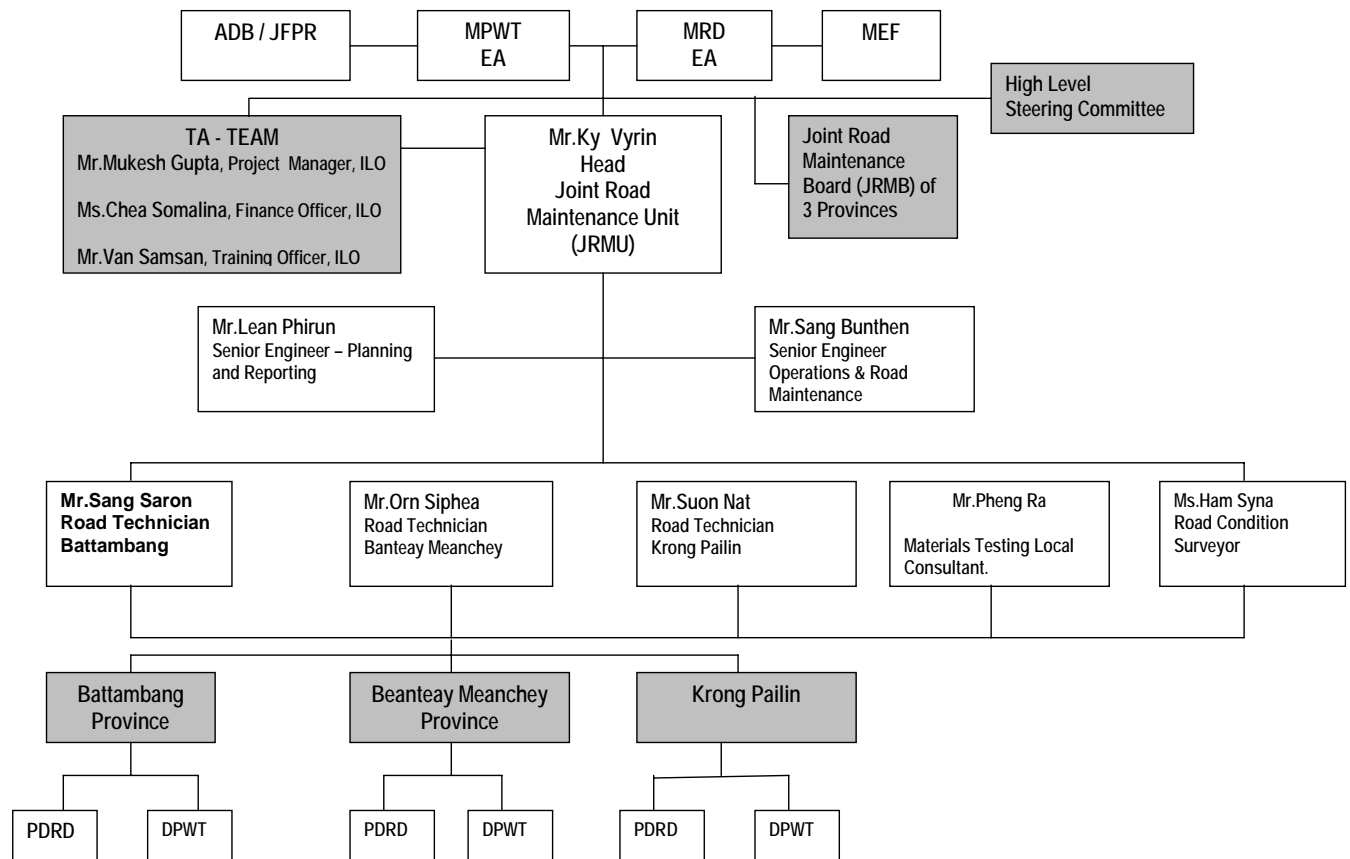 ADB / JFPR
MPWT
EA
MRD
EA
MEF
High Level
Steering Committee
TA - TEAM
Mr.Mukesh Gupta, Project Manager, ILO
Ms.Chea Somalina, Finance Officer, ILO
Mr.Van Samsan, Training Officer, ILO
Mr.Ky Vyrin
Head
Joint Road
Maintenance Unit
(JRMU)
Joint Road
Maintenance
Board (JRMB) of
3 Provinces
Mr.Lean Phirun
Senior Engineer – Planning
and Reporting
Mr.Sang Bunthen
Senior Engineer
Operations & Road
Maintenance
Mr.Sang Saron
Road Technician
Battambang
Mr.Orn Siphea
Road Technician
Banteay Meanchey
Mr.Suon Nat
Road Technician
Krong Pailin
Mr.Pheng Ra
Materials Testing Local
Consultant.
Ms.Ham Syna
Road Condition
Surveyor
Battambang
Province
Beanteay Meanchey
Province
Krong Pailin
PDRD
DPWT
PDRD
DPWT
PDRD
DPWT